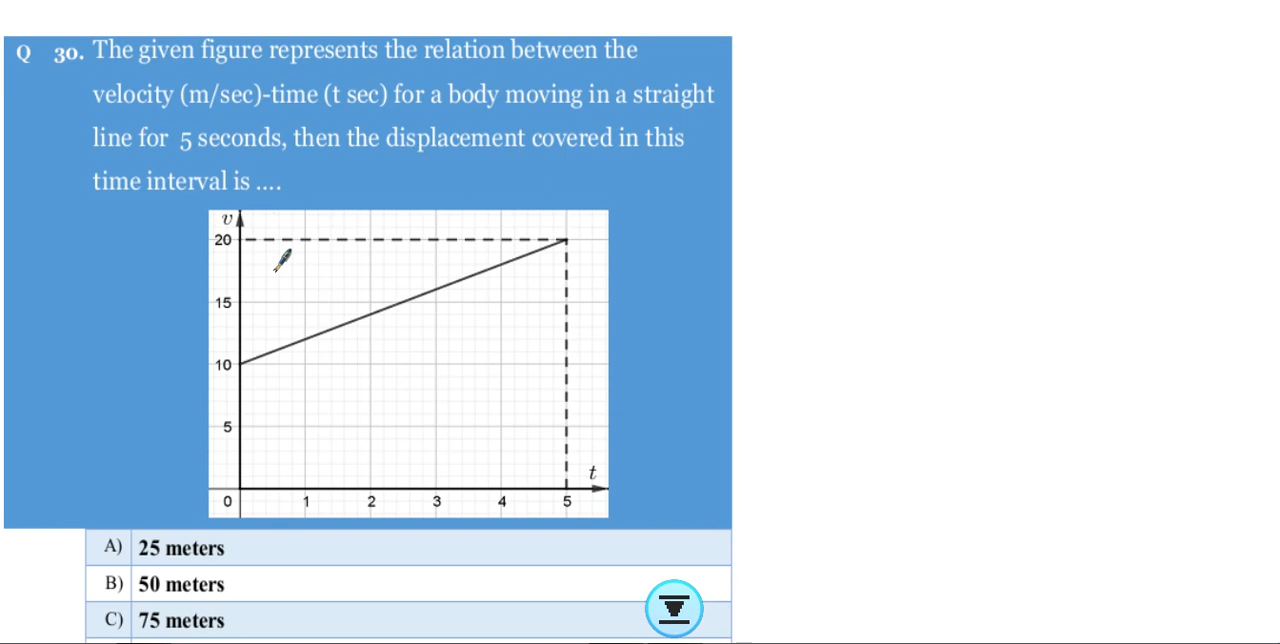 Q 30. The given figure represents the relation between the
velocity (m/sec)-time (t sec) for a body moving in a straight
line for 5 seconds, then the displacement covered in this
time interval is ....
v
20
15
10
5
t
0 1 2 3 4 5
A) 25 meters
B) 50 meters
C) 75 meters